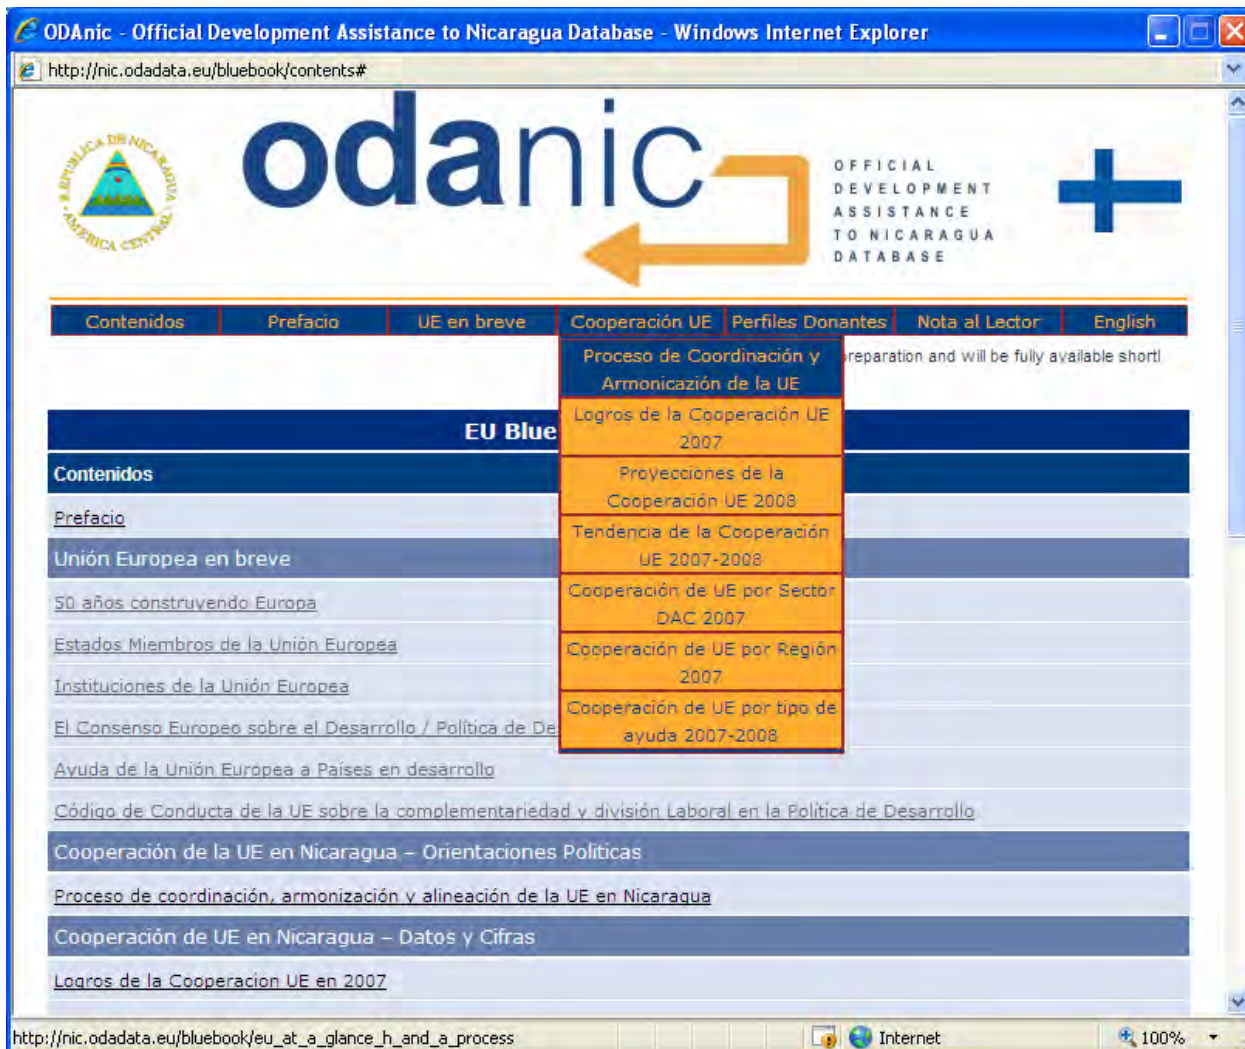 ODAnic - Official Development Assistance to Nicaragua Database - Windows Internet Explorer
http://nic.odadata.eu/bluebook/contents#
REPUBLICA DE NICARAGUA
AMERICA CENTRAL
odanic
OFFICIAL
DEVELOPMENT
ASSISTANCE
TO NICARAGUA
DATABASE
Contenidos Prefacio UE en breve Cooperación UE Perfiles Donantes Nota al Lector English
reparation and will be fully available shortl
Proceso de Coordinación y
Armonicazión de la UE
Logros de la Cooperación UE
2007
Proyecciones de la
Cooperación UE 2008
Tendencia de la Cooperación
UE 2007-2008
Cooperación de UE por Sector
DAC 2007
Cooperación de UE por Región
2007
Cooperación de UE por tipo de
ayuda 2007-2008
EU Blue
Contenidos
Prefacio
Unión Europea en breve
50 años construyendo Europa
Estados Miembros de la Unión Europea
Instituciones de la Unión Europea
El Consenso Europeo sobre el Desarrollo / Política de De
Ayuda de la Unión Europea a Países en desarrollo
Código de Conducta de la UE sobre la complementariedad y división Laboral en la Política de Desarrollo
Cooperación de la UE en Nicaragua – Orientaciones Politicas
Proceso de coordinación, armonización y alineación de la UE en Nicaragua
Cooperación de UE en Nicaragua – Datos y Cifras
Logros de la Cooperacion UE en 2007
http://nic.odadata.eu/bluebook/eu_at_a_glance_h_and_a_process Internet 100%